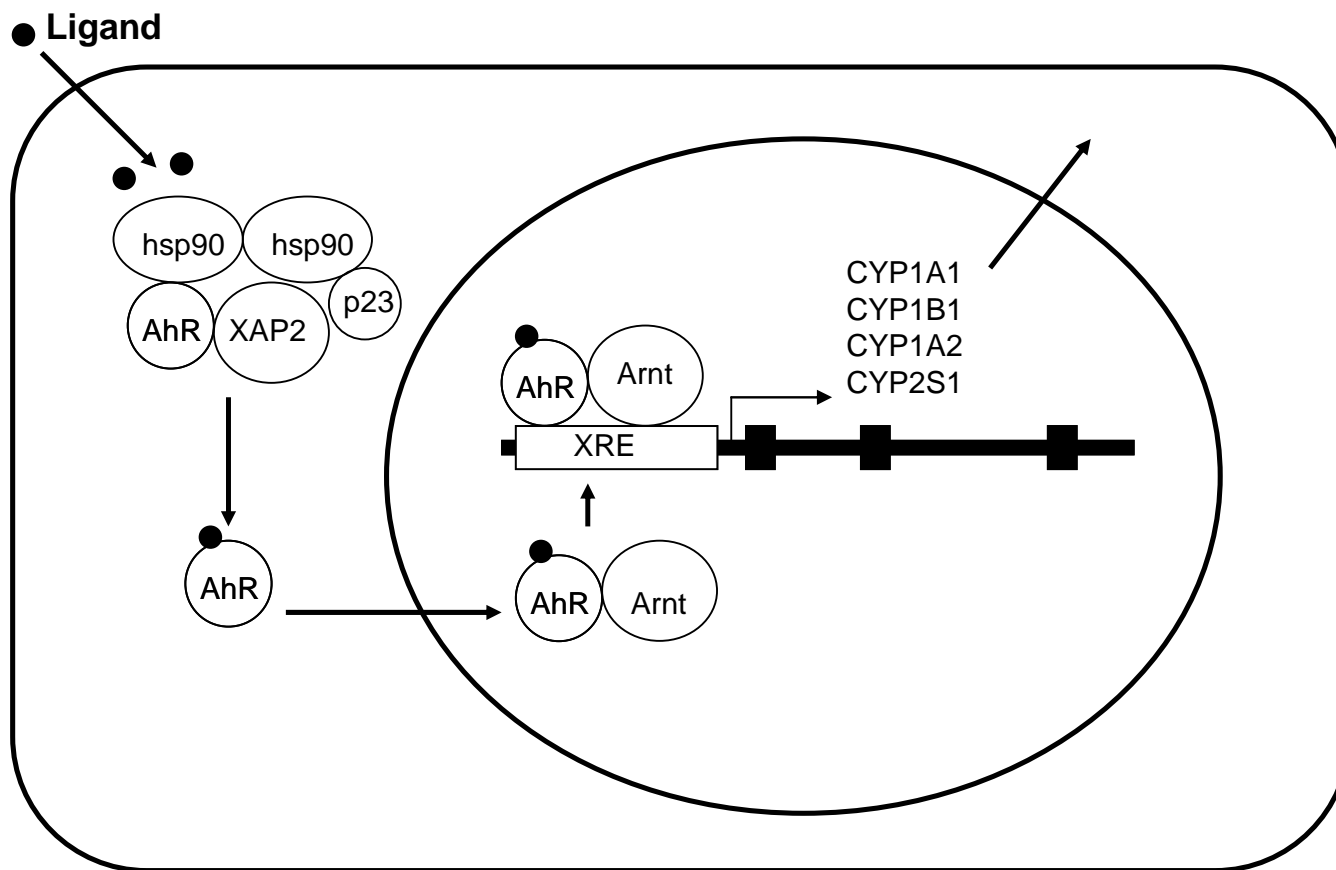 Ligand
hsp90
hsp90
AhR
XAP2
p23
AhR
AhR
Arnt
XRE
AhR
Arnt
CYP1A1
CYP1B1
CYP1A2
CYP2S1